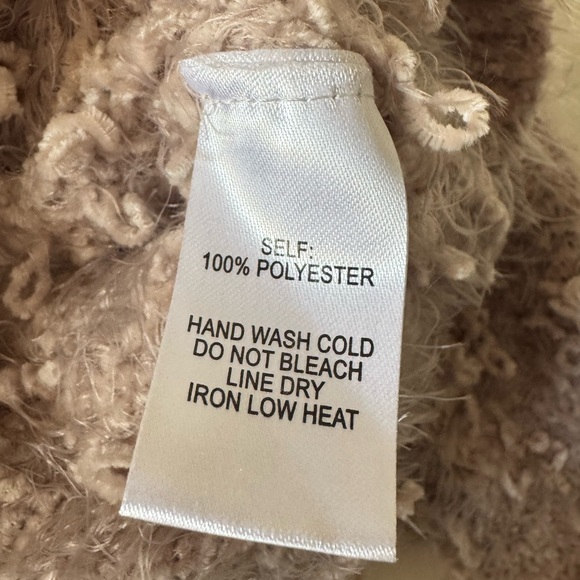 SELF:
100% POLYESTER
HAND WASH COLD
DO NOT BLEACH
LINE DRY
IRON LOW HEAT